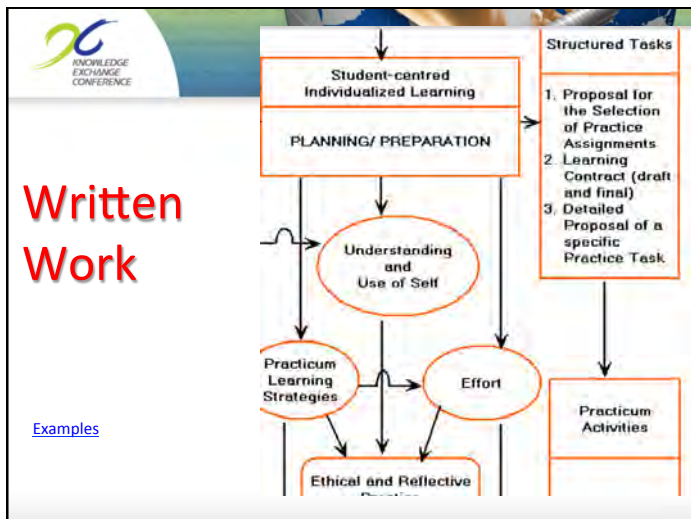 KNOWLEDGE
EXCHANGE
CONFERENCE
Written
Work
Examples
Student-centred
Individualized Learning
PLANNING/ PREPARATION
Structured Tasks
1. Proposal for
the Selection
of Practice
Assignments
2. Learning
Contract (draft
and final)
3. Detailed
Proposal of a
specific
Practice Task
Understanding
and
Use of Self
Practicum
Learning
Strategies
Effort
Practicum
Activities
Ethical and Reflective